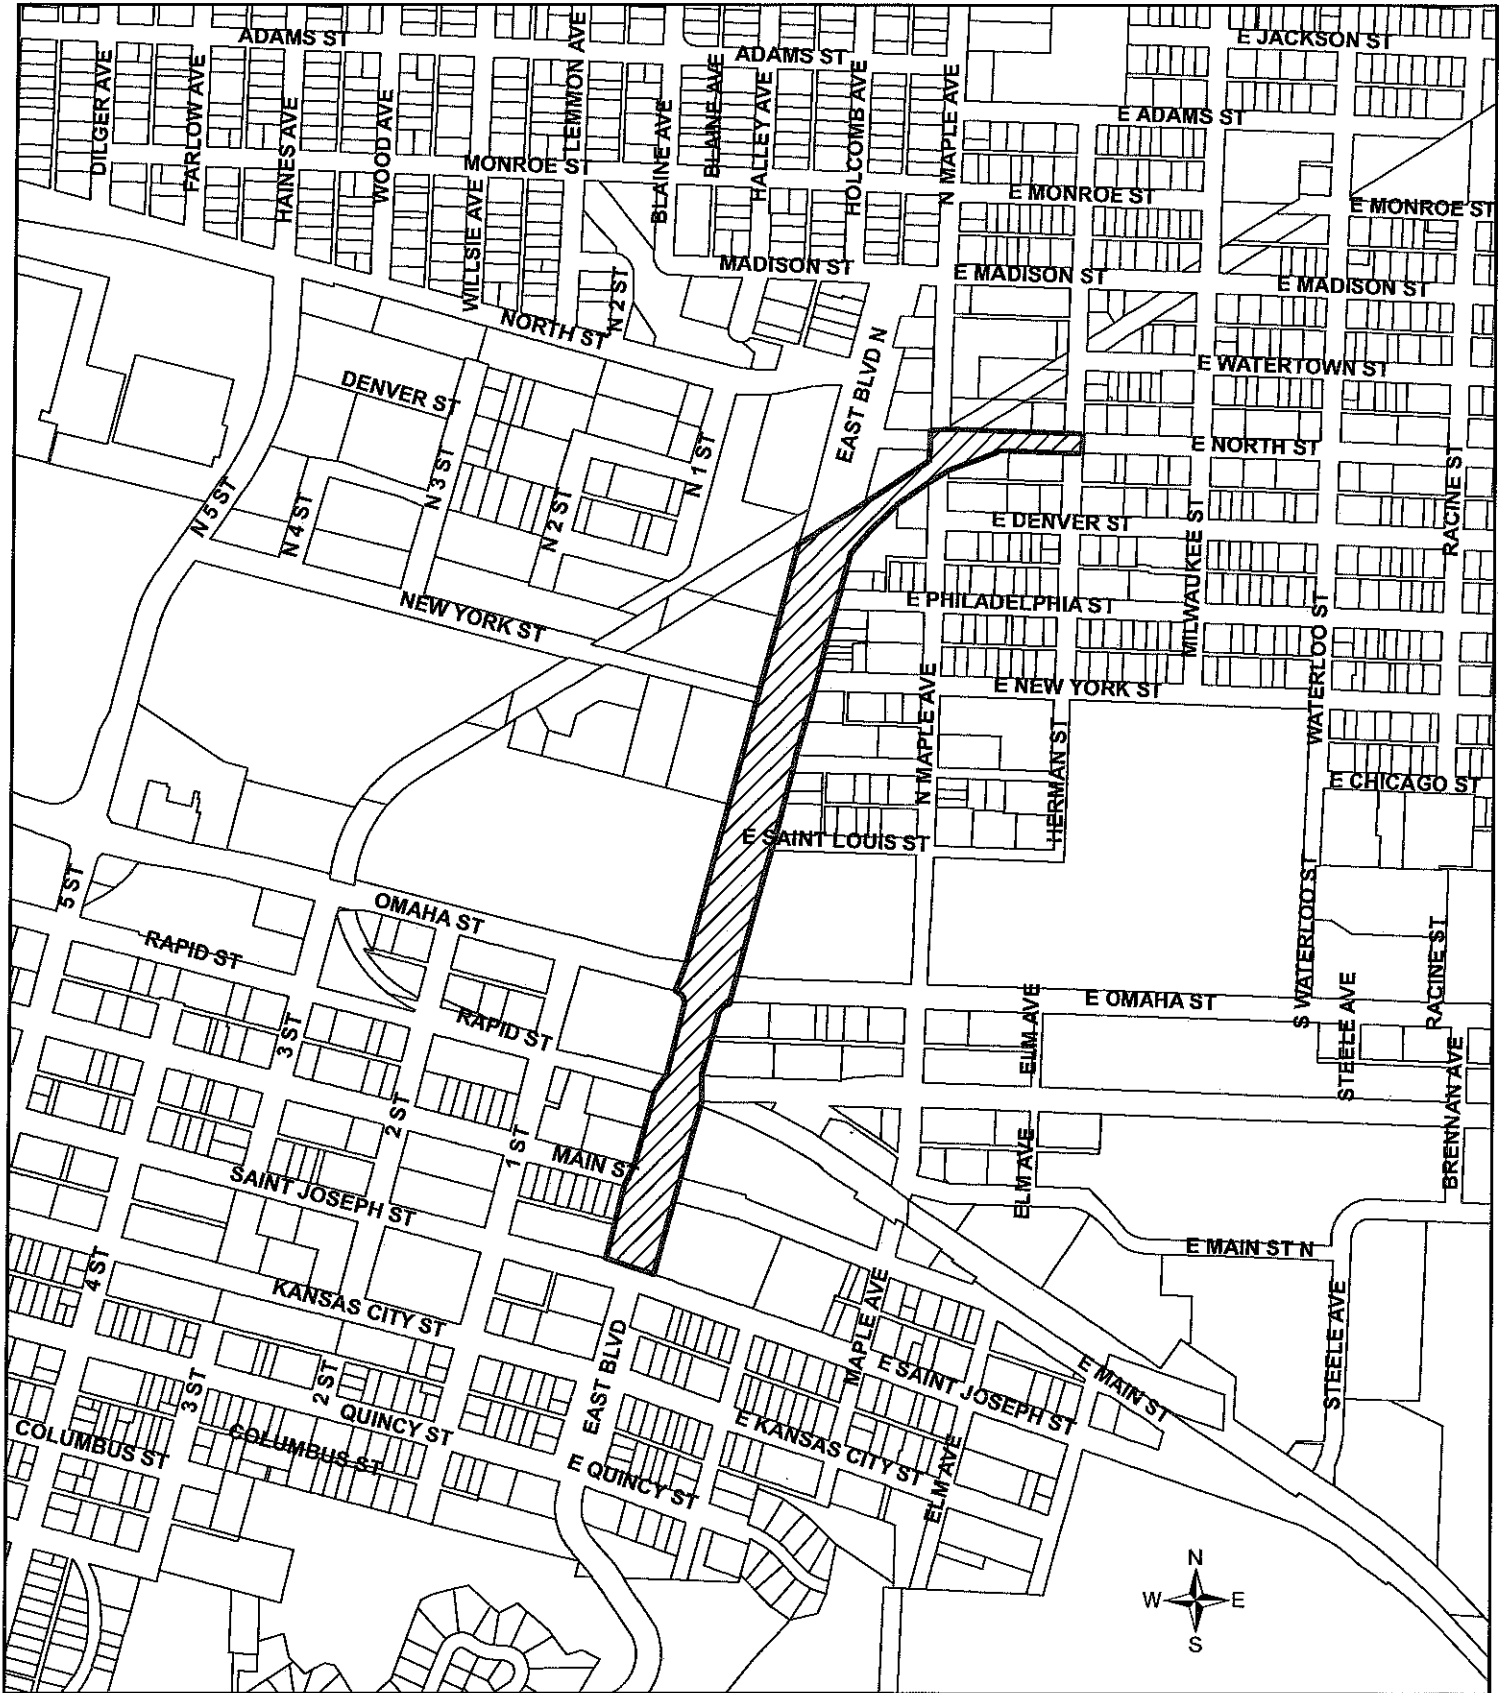 ADAMS ST
E JACKSON ST
ADAMS ST
DILGER AVE
FARLOW AVE
HAINES AVE
WOOD AVE
LEMMON AVE
BLAINE AVE
BLAINE AVE
HALLEY AVE
HOLCOMB AVE
N MAPLE AVE
E ADAMS ST
MONROE ST
WILLSIE AVE
E MONROE ST
E MONROE ST
MADISON ST
E MADISON ST
E MADISON ST
N 2 ST
NORTH ST
EAST BLVD N
E WATERTOWN ST
DENVER ST
N 3 ST
N 1 ST
E NORTH ST
RACINE ST
N 5 ST
N 4 ST
N 2 ST
E DENVER ST
MILWAUKEE ST
NEW YORK ST
E PHILADELPHIA ST
WATERLOO ST
E NEW YORK ST
N MAPLE AVE
HERMAN ST
E CHICAGO ST
E SAINT LOUIS ST
5 ST
OMAHA ST
RAPID ST
S WATERLOO ST
RACINE ST
STEELE AVE
E OMAHA ST
ELM AVE
RAPID ST
3 ST
2 ST
1 ST
MAIN ST
BRENNAN AVE
ELM AVE
SAINT JOSEPH ST
E MAIN ST N
4 ST
KANSAS CITY ST
MAPLE AVE
STEELE AVE
EAST BLVD
E SAINT JOSEPH ST
E MAIN ST
3 ST
2 ST
QUINCY ST
COLUMBUS ST
COLUMBUS ST
E KANSAS CITY ST
ELM AVE
E QUINCY ST
N
W E
S